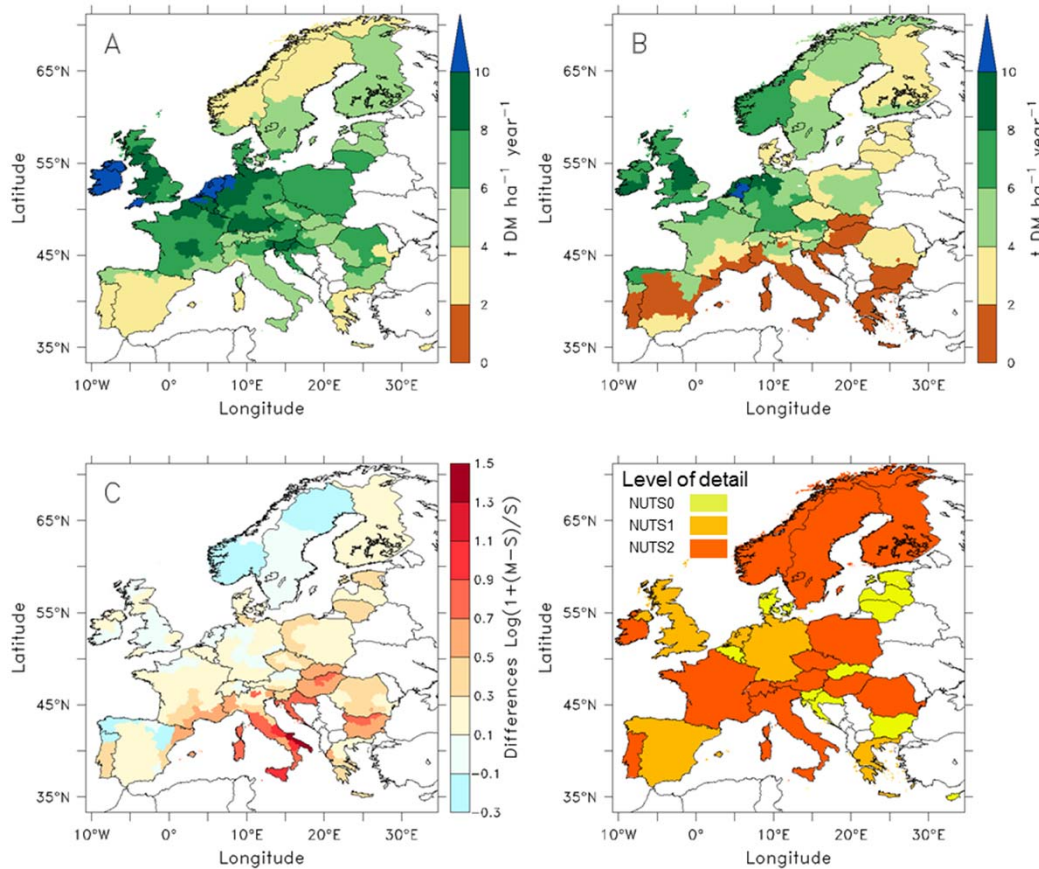 A
65°N
55°N
45°N
35°N
Latitude
10°W 0° 10°E 20°E 30°E
Longitude
10
8
6
4
2
0
t DM ha⁻¹ year⁻¹
B
65°N
55°N
45°N
35°N
Latitude
10°W 0° 10°E 20°E 30°E
Longitude
10
8
6
4
2
0
t DM ha⁻¹ year⁻¹
C
65°N
55°N
45°N
35°N
Latitude
10°W 0° 10°E 20°E 30°E
Longitude
1.5
1.3
1.1
0.9
0.7
0.5
0.3
0.1
−0.1
−0.3
Differences Log(1+(M−S)/S)
Level of detail
NUTS0
NUTS1
NUTS2
65°N
55°N
45°N
35°N
Latitude
10°W 0° 10°E 20°E 30°E
Longitude